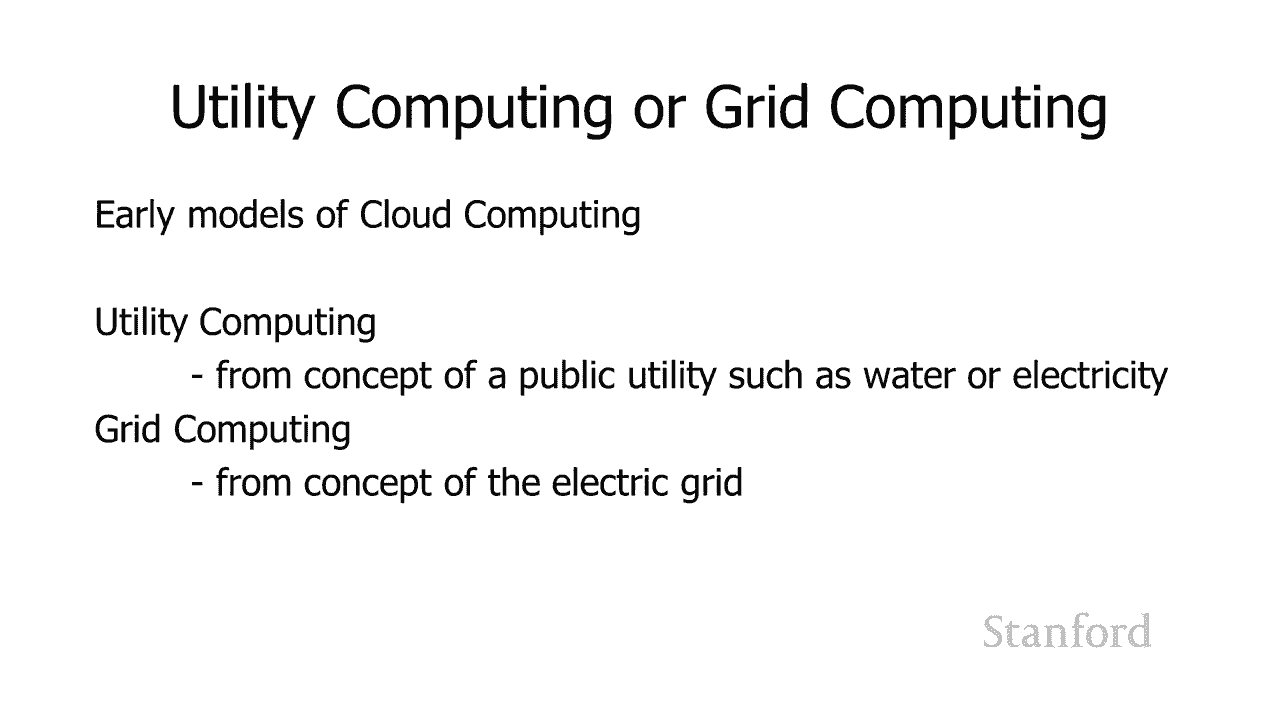 Utility Computing or Grid Computing
Early models of Cloud Computing
Utility Computing
- from concept of a public utility such as water or electricity
Grid Computing
- from concept of the electric grid
Stanford